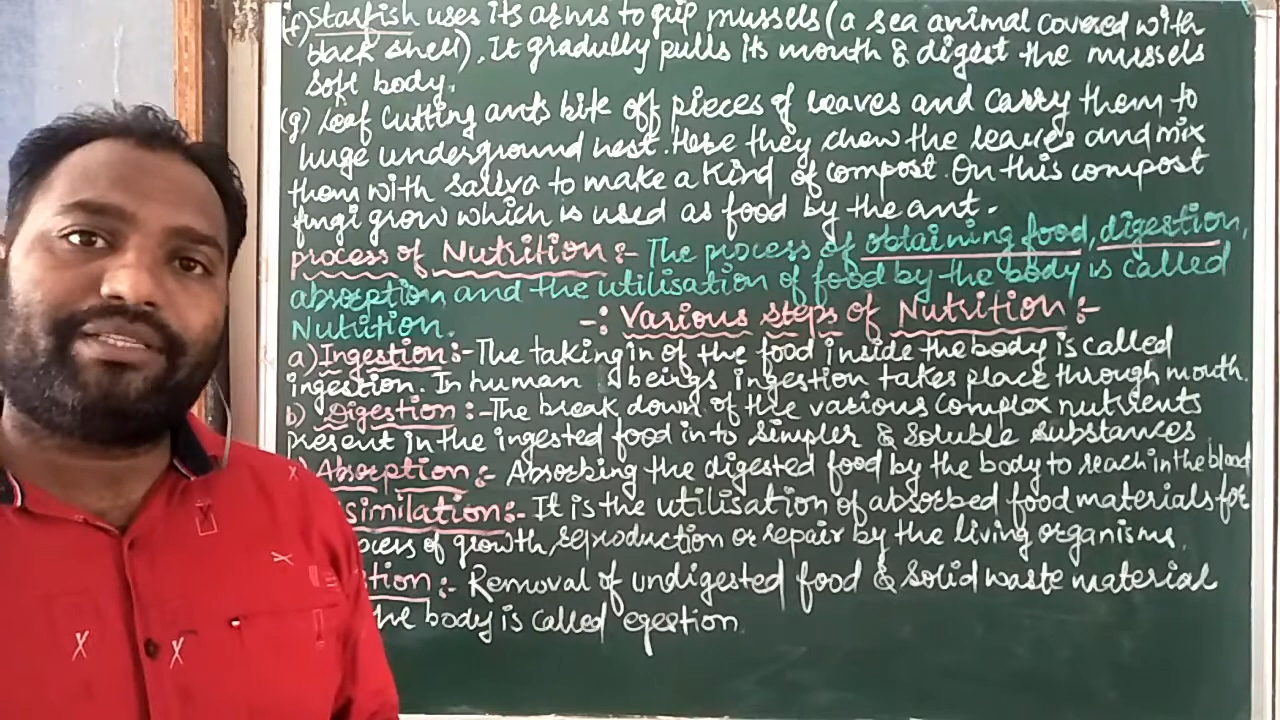 (f) Starfish uses its arms to grip mussels (a sea animal covered with
back shell), It gradually pulls its mouth & digest the mussels
soft body.
(g) Leaf Cutting ants bite off pieces of leaves and carry them to
huge underground nest. Here they chew the leaves and mix
them with saliva to make a kind of compost. On this compost
fungi grow which is used as food by the ant.
process of Nutrition :- The process of obtaining food, digestion,
absorption, and the utilisation of food by the body is called
Nutrition.
-: Various steps of Nutrition :-
a) Ingestion :- The taking in of the food inside the body is called
ingestion. In human beings ingestion takes place through mouth.
b) Digestion :- The break down of the various complex nutrients
present in the ingested food in to simpler & soluble substances
) Absorption :- Absorbing the digested food by the body to reach in the blood
similation :- It is the utilisation of absorbed food materials for
ocess of growth, reproduction or repair by the living organisms.
stion :- Removal of undigested food & solid waste material
the body is called egestion.